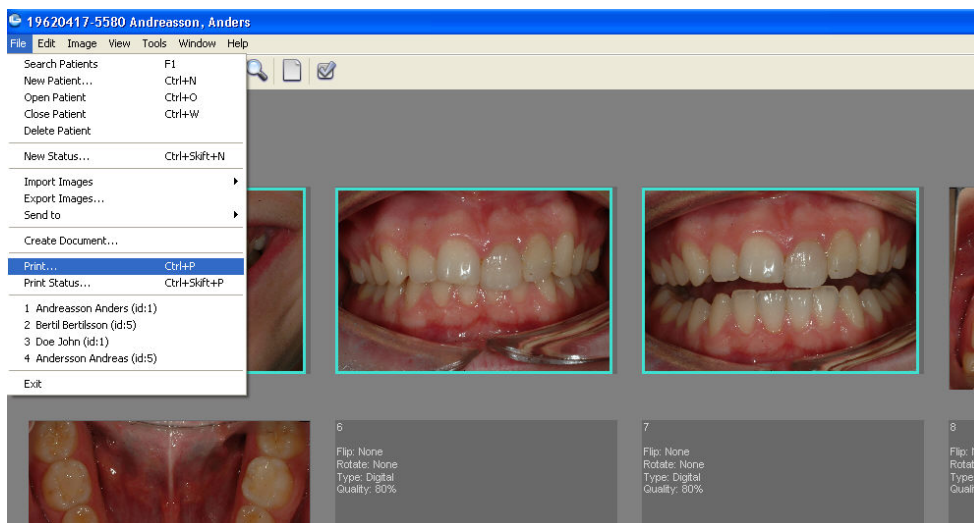 19620417-5580 Andreasson, Anders
File Edit Image View Tools Window Help
Search Patients F1
New Patient... Ctrl+N
Open Patient Ctrl+O
Close Patient Ctrl+W
Delete Patient
New Status... Ctrl+Skift+N
Import Images
Export Images...
Send to
Create Document...
Print... Ctrl+P
Print Status... Ctrl+Skift+P
1 Andreasson Anders (id:1)
2 Bertil Bertilsson (id:5)
3 Doe John (id:1)
4 Andersson Andreas (id:5)
Exit
6
Flip: None
Rotate: None
Type: Digital
Quality: 80%
7
Flip: None
Rotate: None
Type: Digital
Quality: 80%
8
Flip:
Rotat
Type
Quali